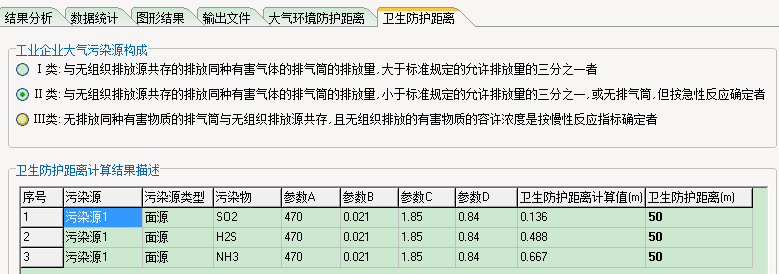 结果分析 数据统计 图形结果 输出文件 大气环境防护距离 卫生防护距离
工业企业大气污染源构成
I 类: 与无组织排放源共存的排放同种有害气体的排气筒的排放量,大于标准规定的允许排放量的三分之一者
II 类: 与无组织排放源共存的排放同种有害气体的排气筒的排放量,小于标准规定的允许排放量的三分之一,或无排气筒,但按急性反应确定者
III类: 无排放同种有害物质的排气筒与无组织排放源共存,且无组织排放的有害物质的容许浓度是按慢性反应指标确定者
卫生防护距离计算结果描述
序号 污染源 污染源类型 污染物 参数A 参数B 参数C 参数D 卫生防护距离计算值(m) 卫生防护距离(m)
1 污染源1 面源 SO2 470 0.021 1.85 0.84 0.136 50
2 污染源1 面源 H2S 470 0.021 1.85 0.84 0.488 50
3 污染源1 面源 NH3 470 0.021 1.85 0.84 0.667 50